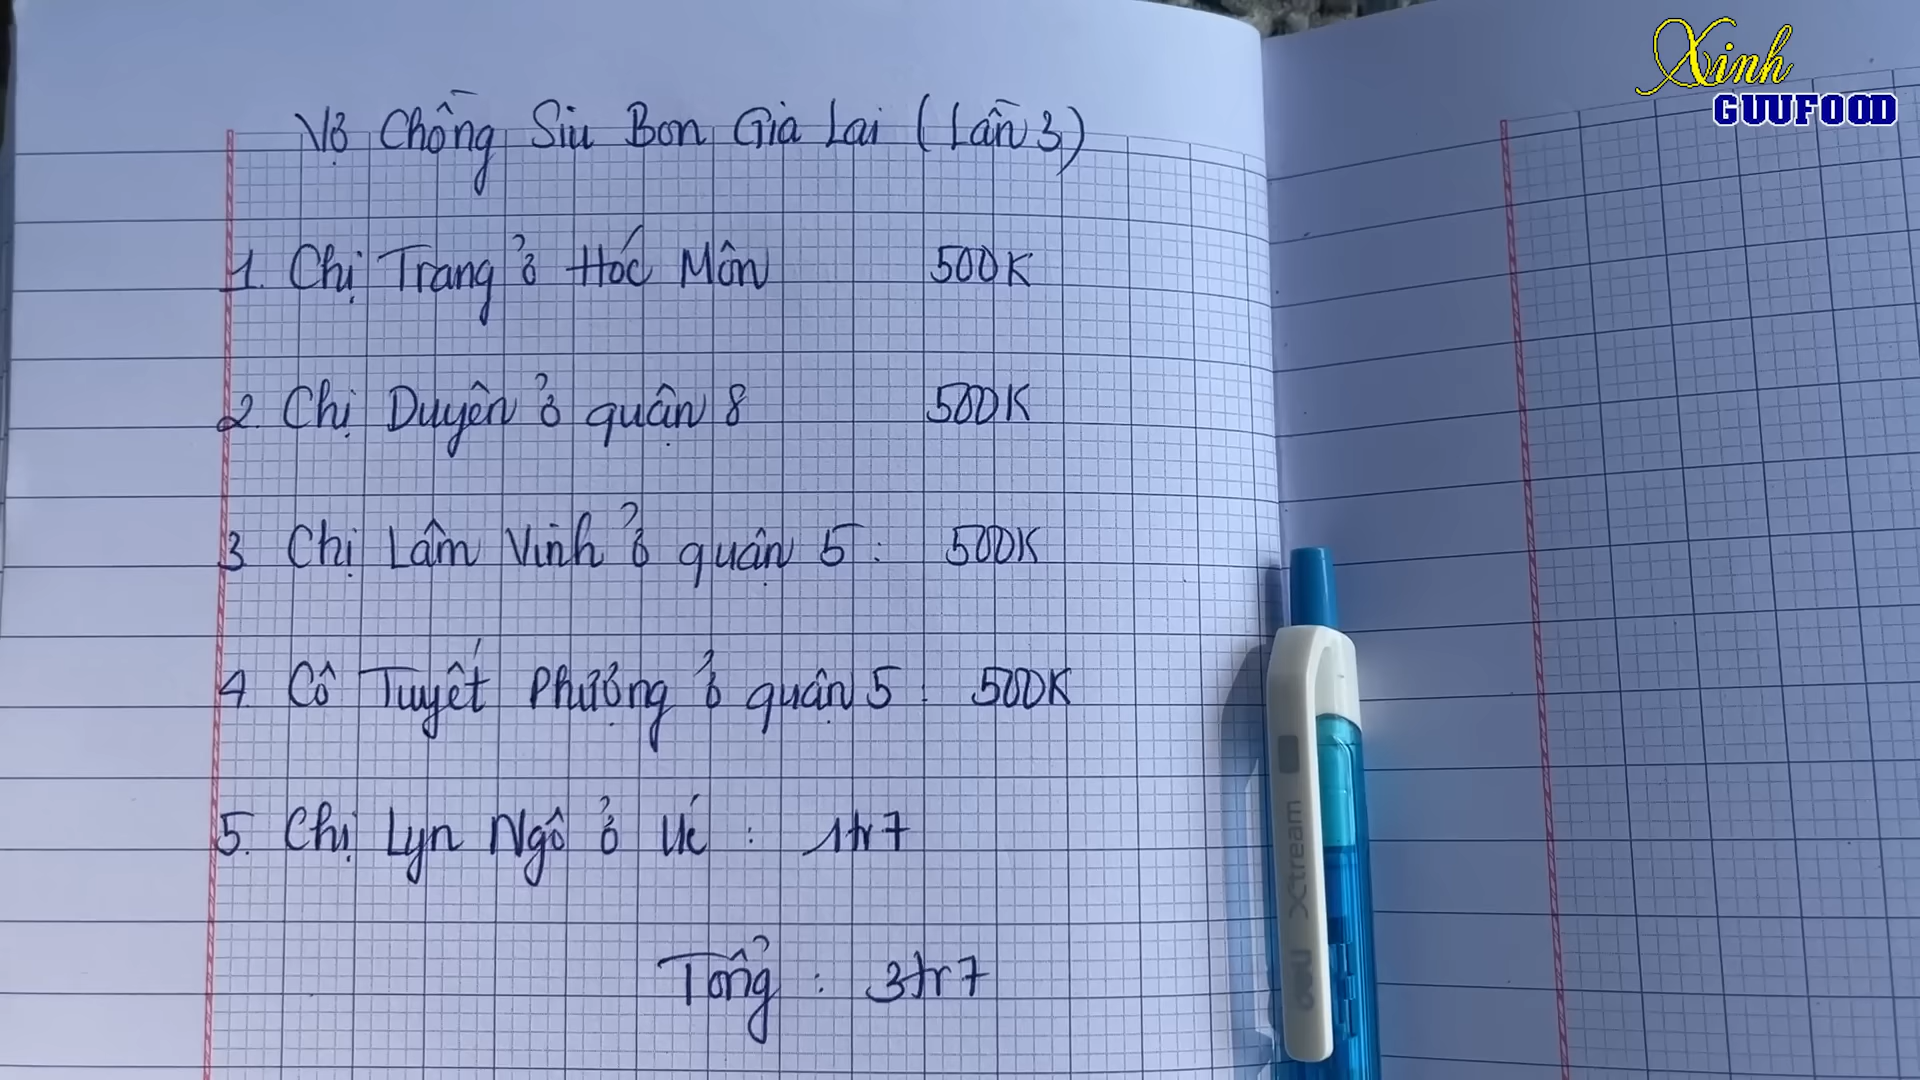 Xinh
GUUFOOD
Vợ Chồng Siu Bon Gia Lai (Lần 3)
1. Chị Trang ở Hóc Môn 500K
2. Chị Duyên ở quận 8 500K
3 Chị Lâm Vinh ở quận 5: 500K
4. Cô Tuyết Phượng ở quận 5: 500K
5. Chị Lyn Ngô ở Úc: 1tr7
Tổng: 3tr7
deli Xtream